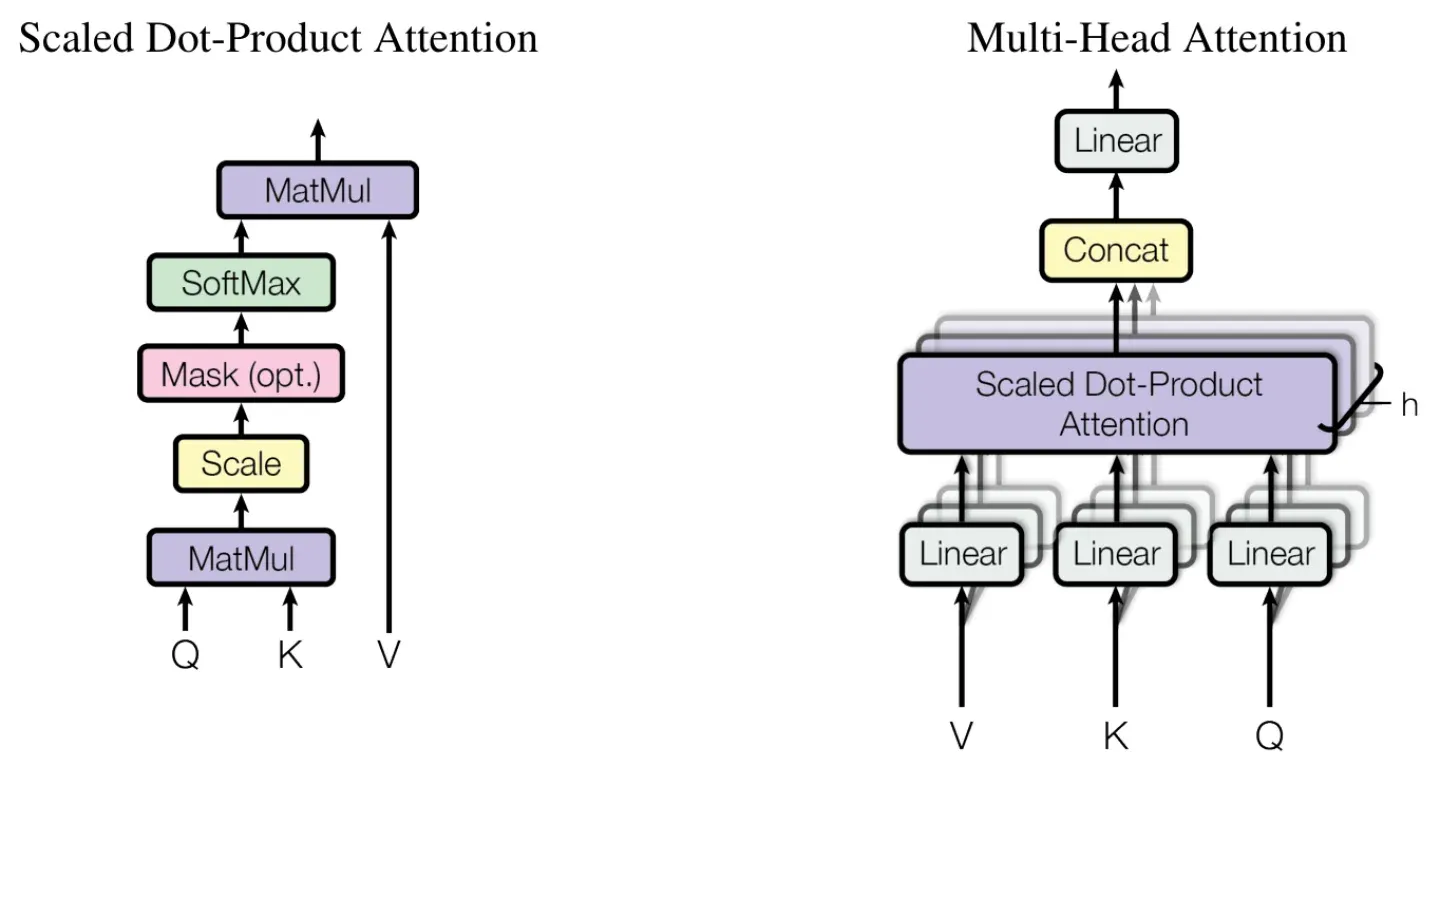 Scaled Dot-Product Attention
MatMul
SoftMax
Mask (opt.)
Scale
MatMul
Q K V
Multi-Head Attention
Linear
Concat
Scaled Dot-Product
Attention
h
Linear Linear Linear
V K Q